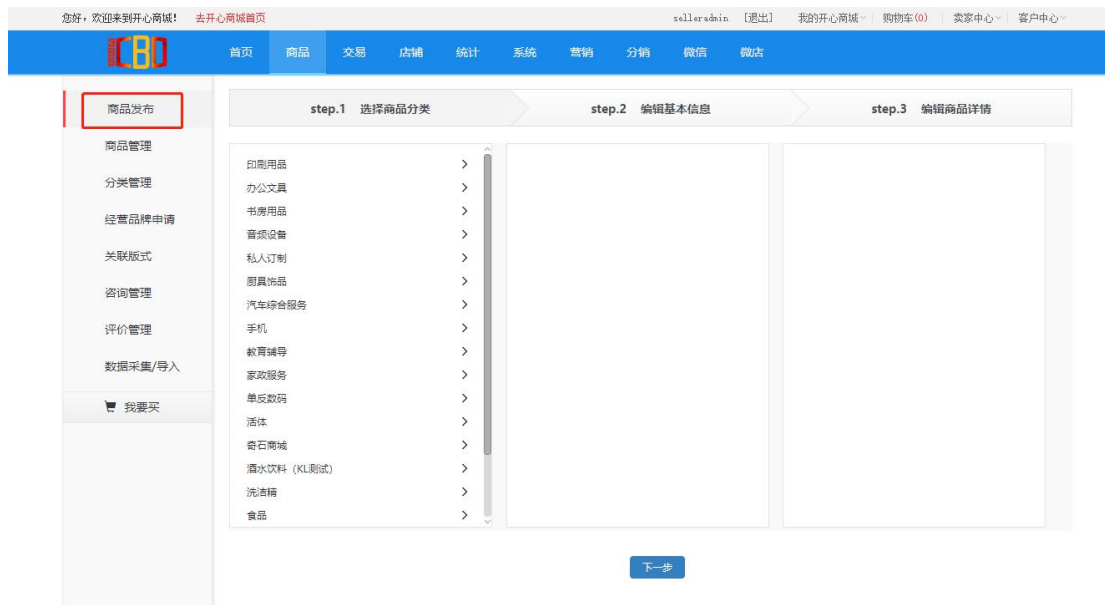 您好，欢迎来到开心商城！ 去开心商城首页 selleradmin [退出] 我的开心商城 购物车(0) 卖家中心 客户中心
CBD 首页 商品 交易 店铺 统计 系统 营销 分销 微信 微店
商品发布
商品管理
分类管理
经营品牌申请
关联版式
咨询管理
评价管理
数据采集/导入
我要买
step.1 选择商品分类 step.2 编辑基本信息 step.3 编辑商品详情
印刷用品
办公文具
书房用品
音频设备
私人订制
厨具饰品
汽车综合服务
手机
教育辅导
家政服务
单反数码
活体
奇石商城
酒水饮料（KL测试）
洗洁精
食品
下一步